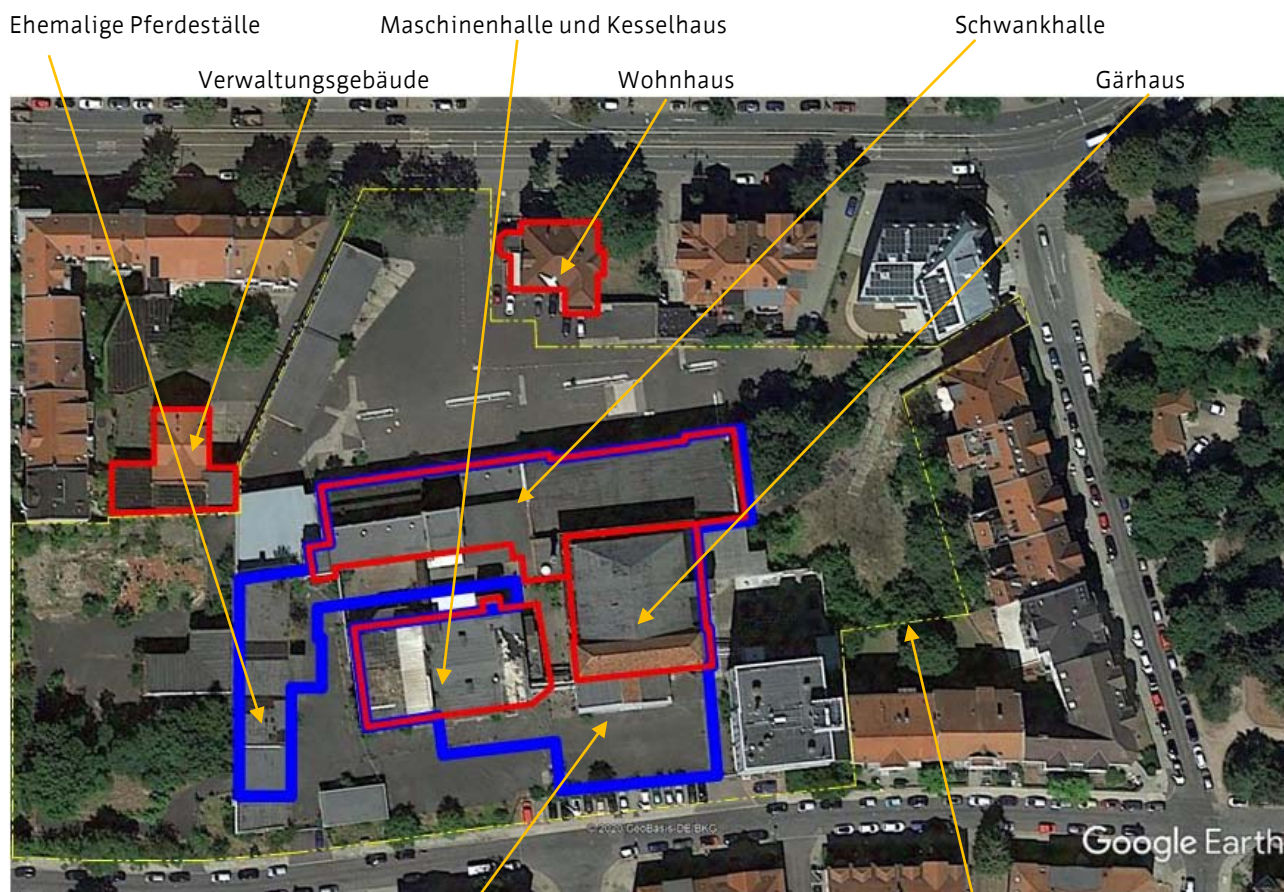 Ehemalige Pferdeställe
Maschinenhalle und Kesselhaus
Schwankhalle
Verwaltungsgebäude
Wohnhaus
Gärhaus
© 2020 GeoBasis-DE/BKG
Google Earth